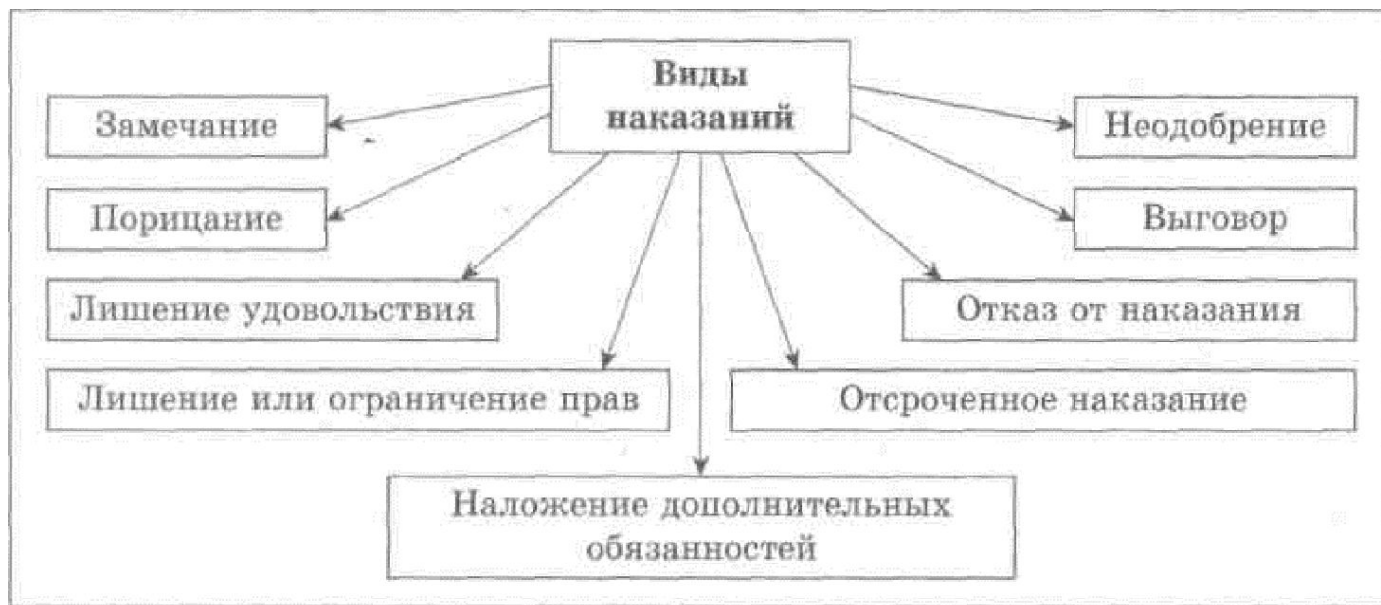 Виды
наказаний
Замечание
Неодобрение
Порицание
Выговор
Лишение удовольствия
Отказ от наказания
Лишение или ограничение прав
Отсроченное наказание
Наложение дополнительных
обязанностей